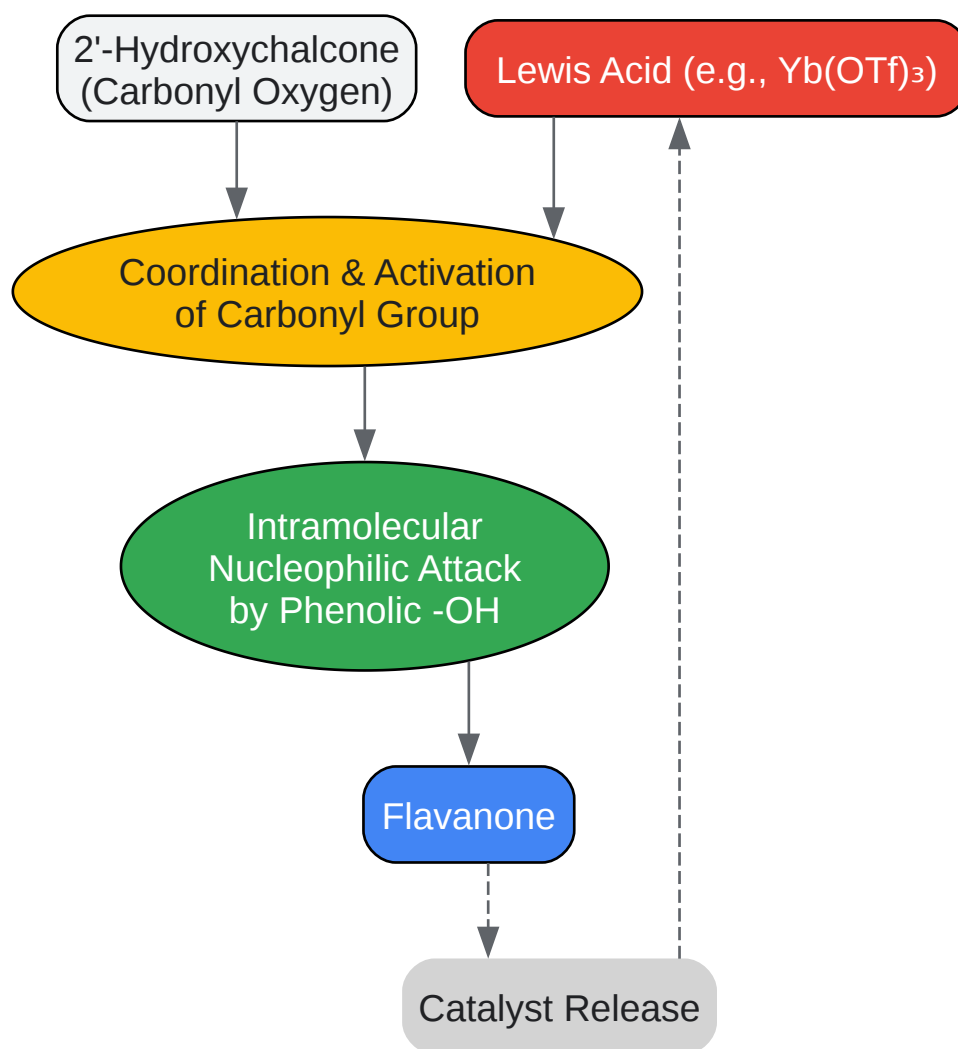 2'-Hydroxychalcone
(Carbonyl Oxygen)
Lewis Acid (e.g., Yb(OTf)₃)
Coordination & Activation
of Carbonyl Group
Intramolecular
Nucleophilic Attack
by Phenolic -OH
Flavanone
Catalyst Release